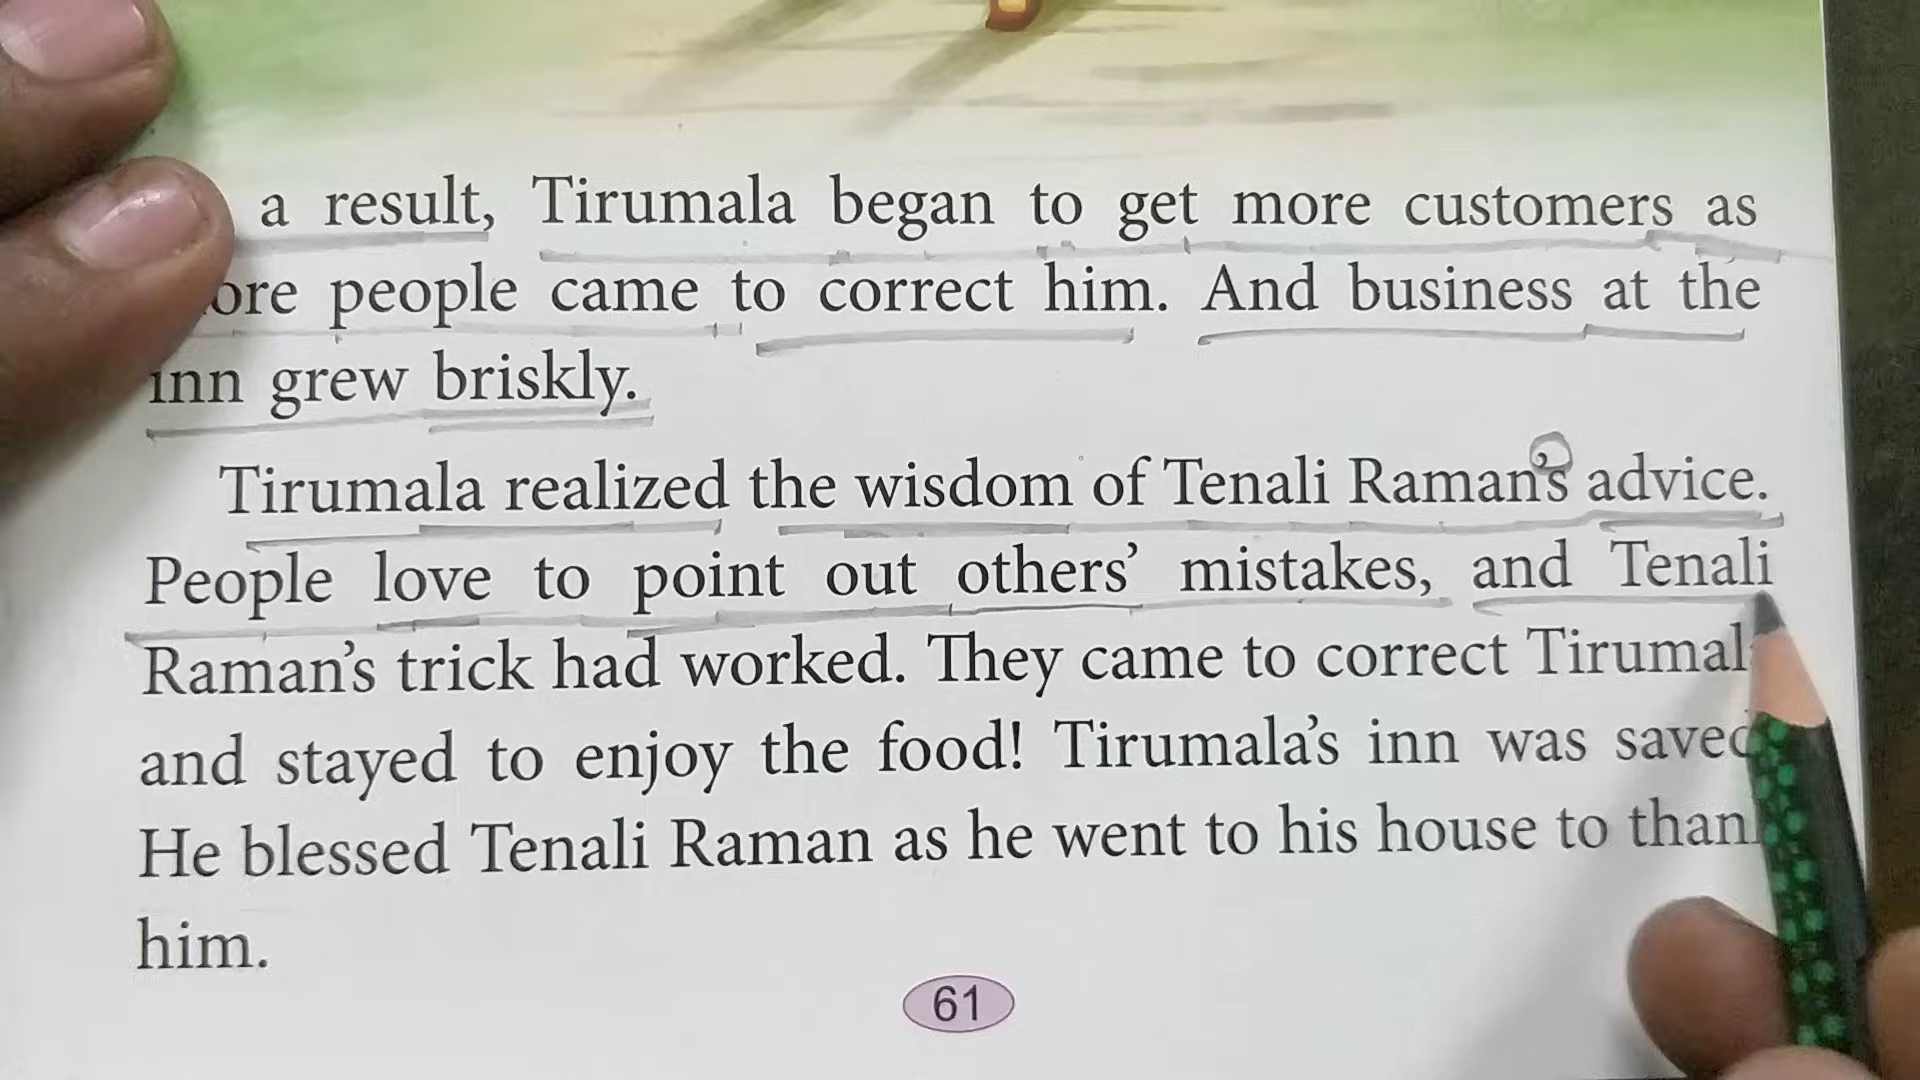 a result, Tirumala began to get more customers as
ore people came to correct him. And business at the
inn grew briskly.
Tirumala realized the wisdom of Tenali Raman's advice.
People love to point out others' mistakes, and Tenali
Raman's trick had worked. They came to correct Tirumal
and stayed to enjoy the food! Tirumala's inn was saved
He blessed Tenali Raman as he went to his house to than
him.
61